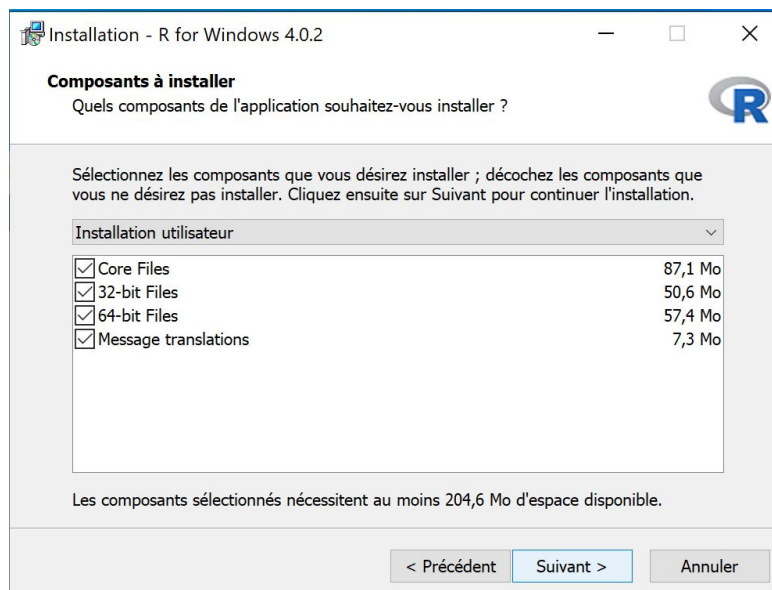 Installation - R for Windows 4.0.2
Composants à installer
Quels composants de l'application souhaitez-vous installer ?
R
Sélectionnez les composants que vous désirez installer ; décochez les composants que
vous ne désirez pas installer. Cliquez ensuite sur Suivant pour continuer l'installation.
Installation utilisateur
Core Files 87,1 Mo
32-bit Files 50,6 Mo
64-bit Files 57,4 Mo
Message translations 7,3 Mo
Les composants sélectionnés nécessitent au moins 204,6 Mo d'espace disponible.
< Précédent Suivant > Annuler